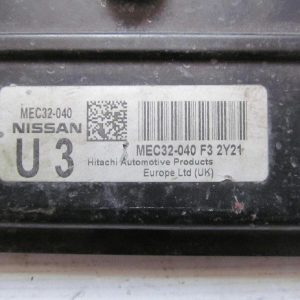 MEC32-040
NISSAN
U 3
MEC32-040 F3 2Y21
Hitachi Automotive Products
Europe Ltd (UK)